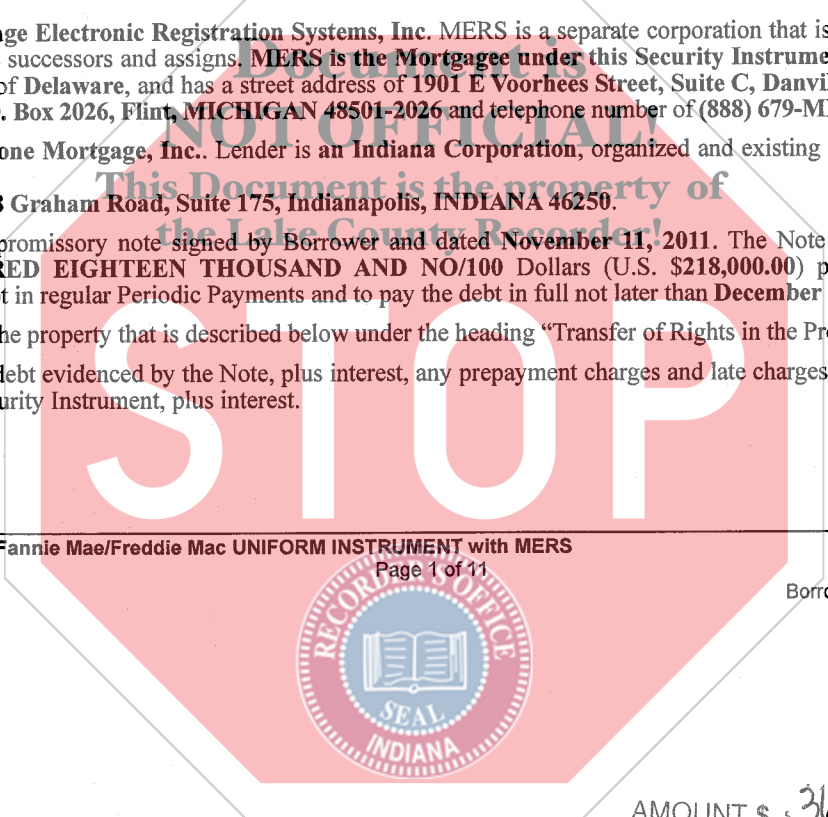 ge Electronic Registration Systems, Inc. MERS is a separate corporation that is
successors and assigns. MERS is the Mortgagee under this Security Instrume
Document is
of Delaware, and has a street address of 1901 E Voorhees Street, Suite C, Danvi
. Box 2026, Flint, MICHIGAN 48501-2026 and telephone number of (888) 679-M
NOT OFFICIAL!
one Mortgage, Inc.. Lender is an Indiana Corporation, organized and existing
This Document is the property of
Graham Road, Suite 175, Indianapolis, INDIANA 46250.
the Lake County Recorder!
promissory note signed by Borrower and dated November 11, 2011. The Note
RED EIGHTEEN THOUSAND AND NO/100 Dollars (U.S. $218,000.00) p
t in regular Periodic Payments and to pay the debt in full not later than December
he property that is described below under the heading “Transfer of Rights in the Pr
STOP
debt evidenced by the Note, plus interest, any prepayment charges and late charges
urity Instrument, plus interest.
Fannie Mae/Freddie Mac UNIFORM INSTRUMENT with MERS
Page 1 of 11
Borro
RECORDER'S OFFICE
SEAL
INDIANA
AMOUNT $